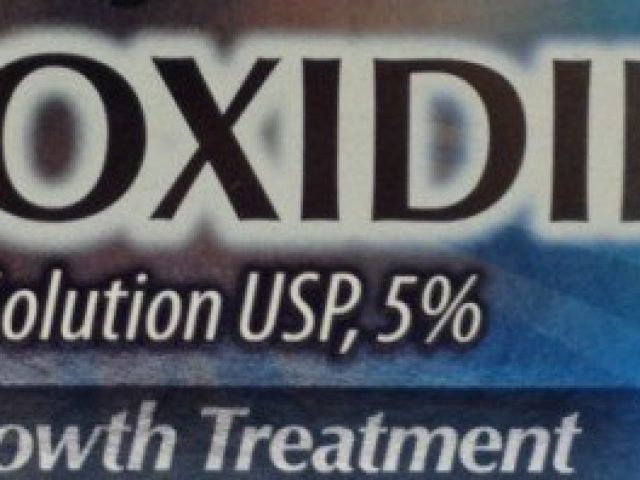 OXIDI
olution USP, 5%
owth Treatment